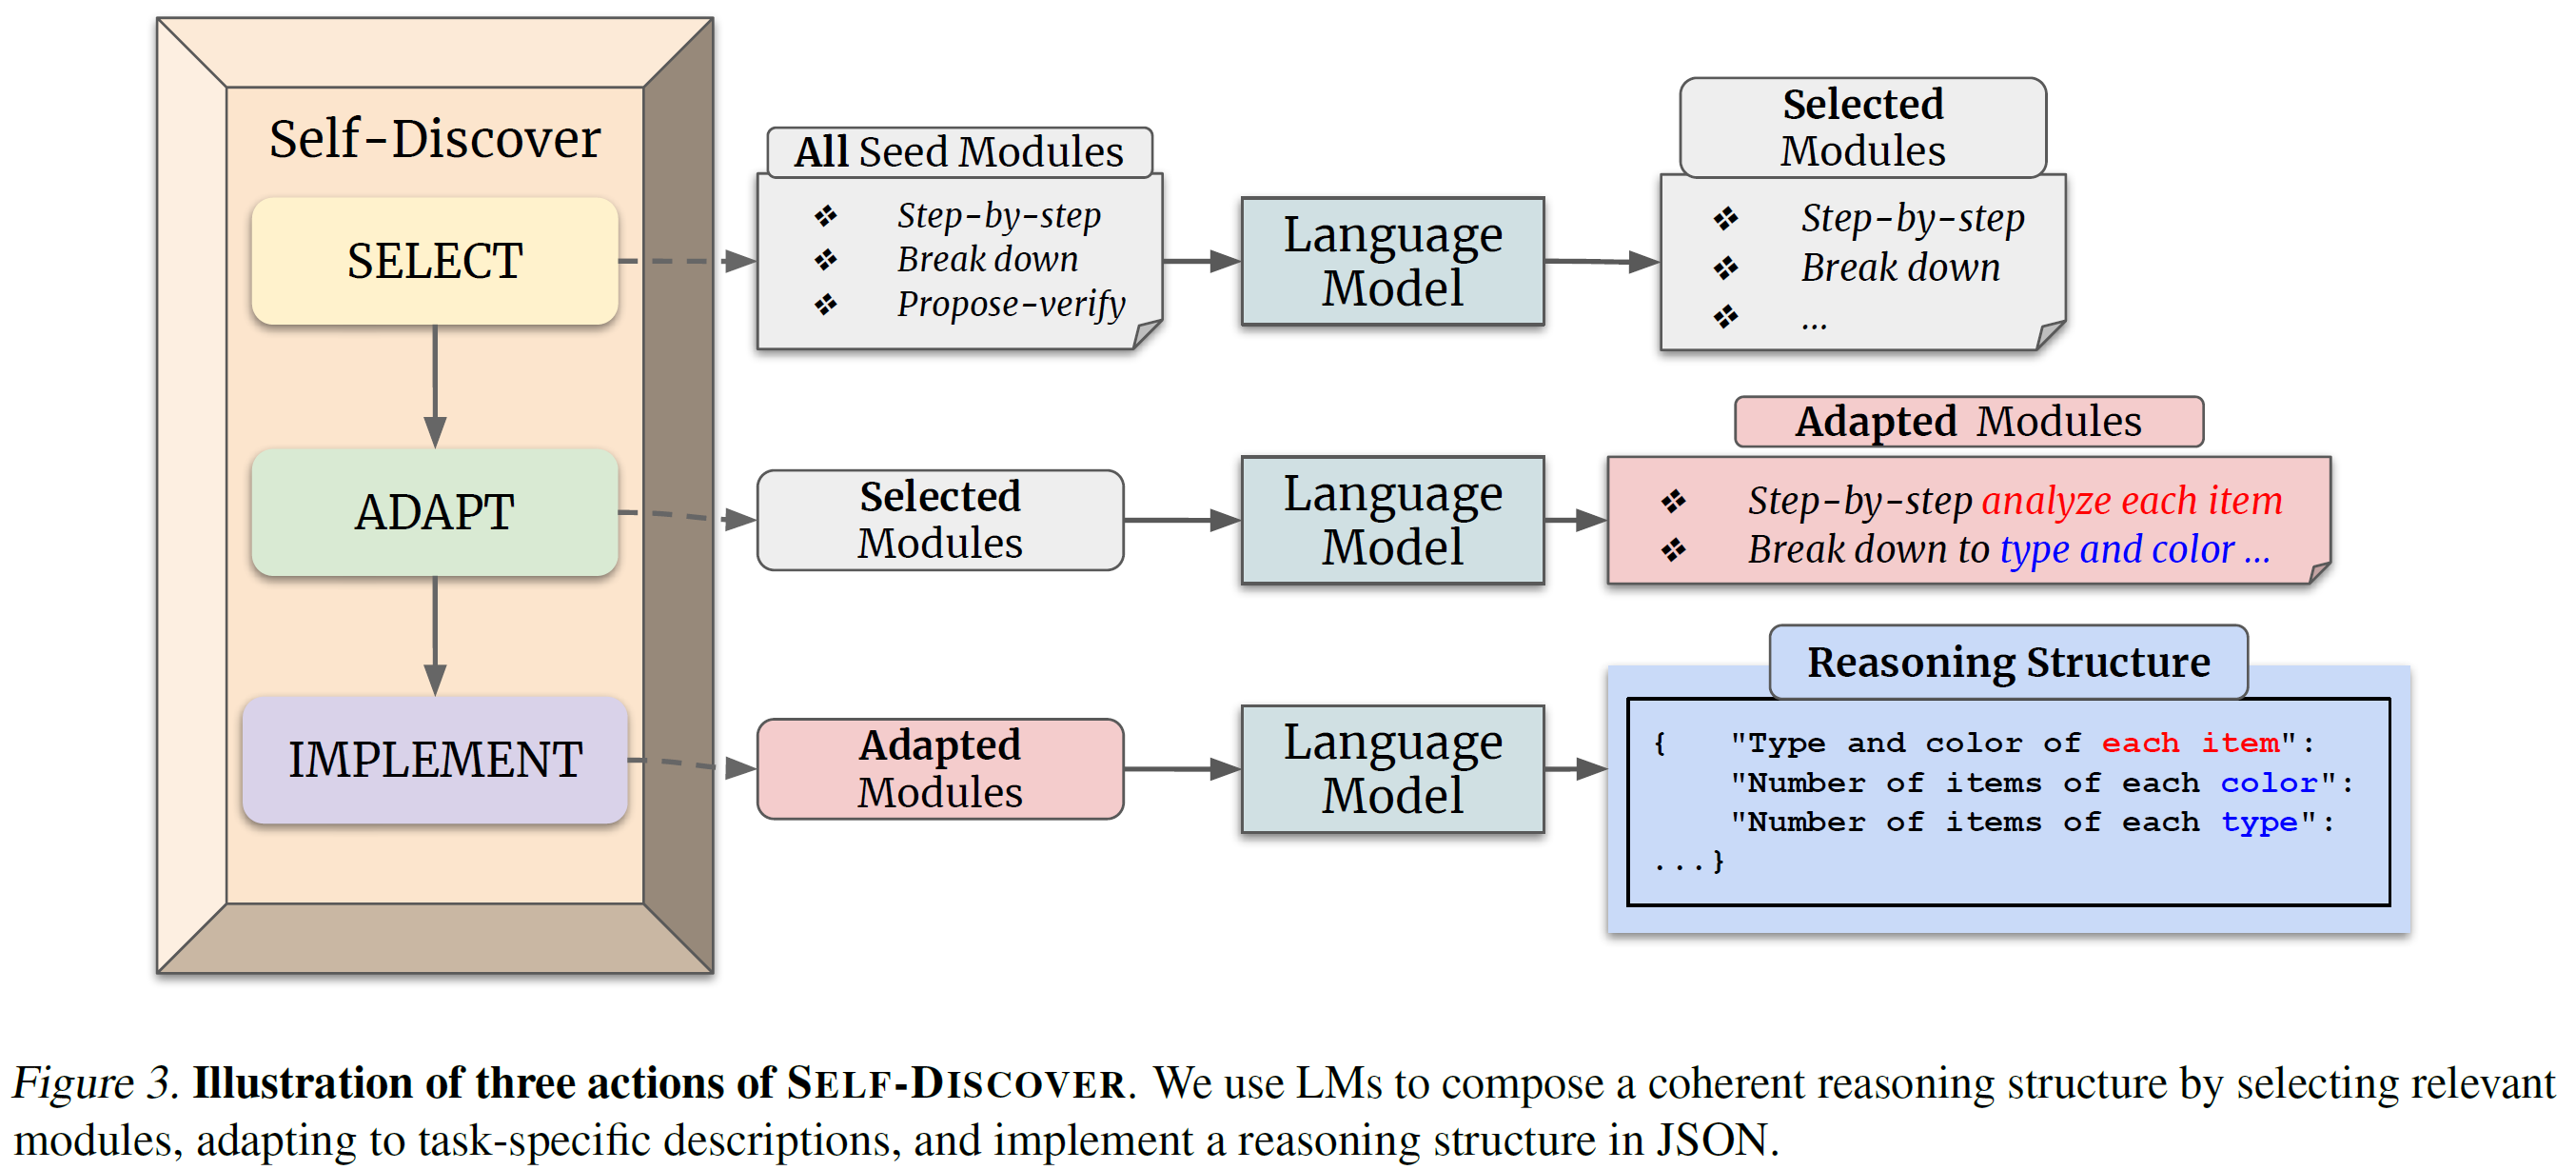 Self-Discover
SELECT
ADAPT
IMPLEMENT
All Seed Modules
❖ Step-by-step
❖ Break down
❖ Propose-verify
Language
Model
Selected
Modules
❖ Step-by-step
❖ Break down
❖ ...
Selected
Modules
Language
Model
Adapted Modules
❖ Step-by-step analyze each item
❖ Break down to type and color ...
Adapted
Modules
Language
Model
Reasoning Structure
{ "Type and color of each item":
"Number of items of each color":
"Number of items of each type":
...}
Figure 3. Illustration of three actions of SELF-DISCOVER. We use LMs to compose a coherent reasoning structure by selecting relevant
modules, adapting to task-specific descriptions, and implement a reasoning structure in JSON.